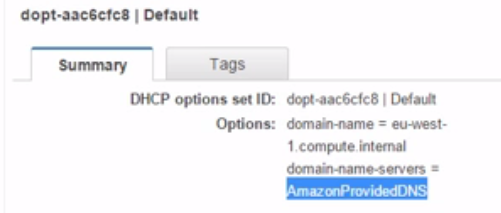 dopt-aac6cfc8 | Default
Summary Tags
DHCP options set ID: dopt-aac6cfc8 | Default
Options: domain-name = eu-west-
1.compute.internal
domain-name-servers =
AmazonProvidedDNS